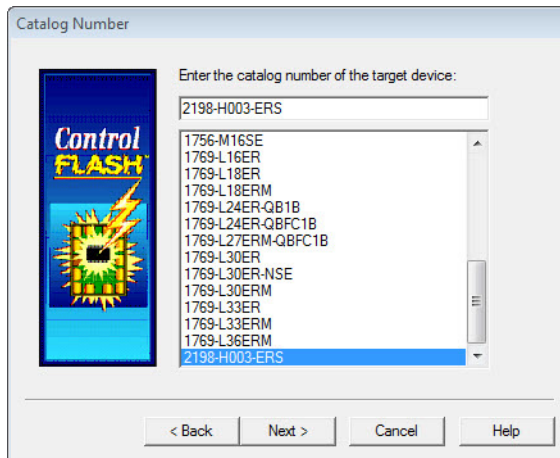 Catalog Number
Control
FLASH
Enter the catalog number of the target device:
2198-H003-ERS
1756-M16SE
1769-L16ER
1769-L18ER
1769-L18ERM
1769-L24ER-QB1B
1769-L24ER-QBFC1B
1769-L27ERM-QBFC1B
1769-L30ER
1769-L30ER-NSE
1769-L30ERM
1769-L33ER
1769-L33ERM
1769-L36ERM
2198-H003-ERS
< Back
Next >
Cancel
Help